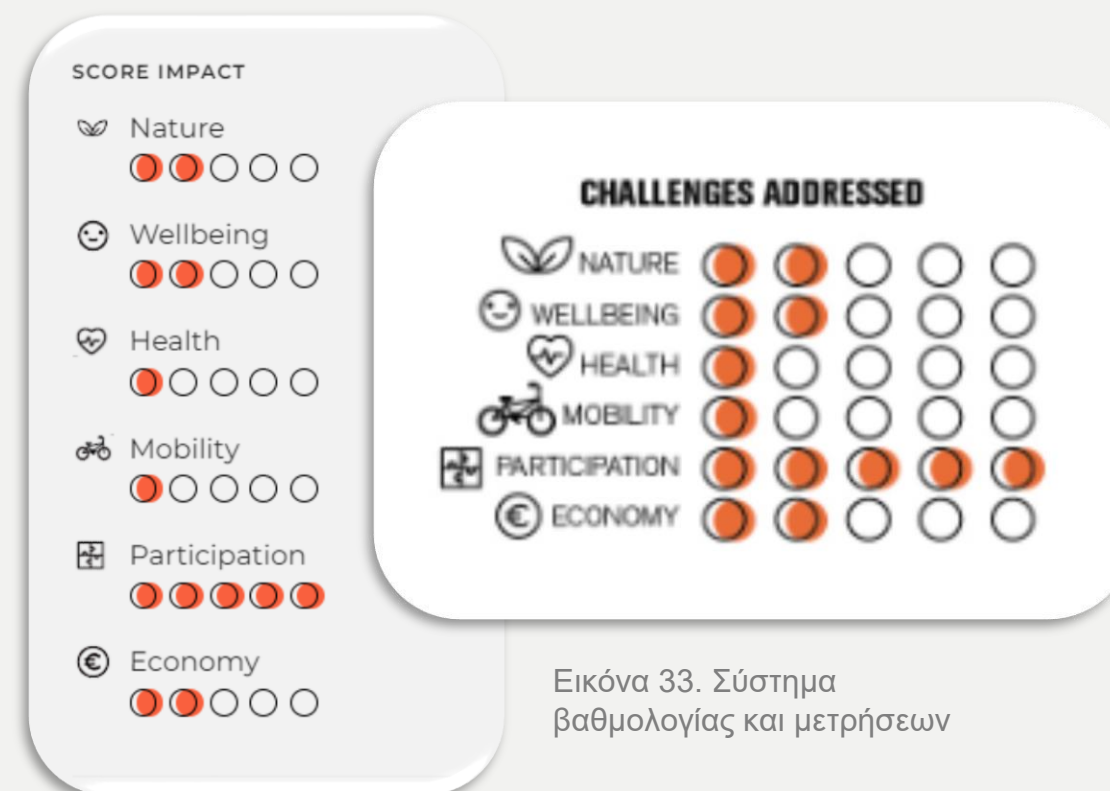 SCORE IMPACT
Nature
Wellbeing
Health
Mobility
Participation
Economy
CHALLENGES ADDRESSED
NATURE
WELLBEING
HEALTH
MOBILITY
PARTICIPATION
ECONOMY
Εικόνα 33. Σύστημα
βαθμολογίας και μετρήσεων